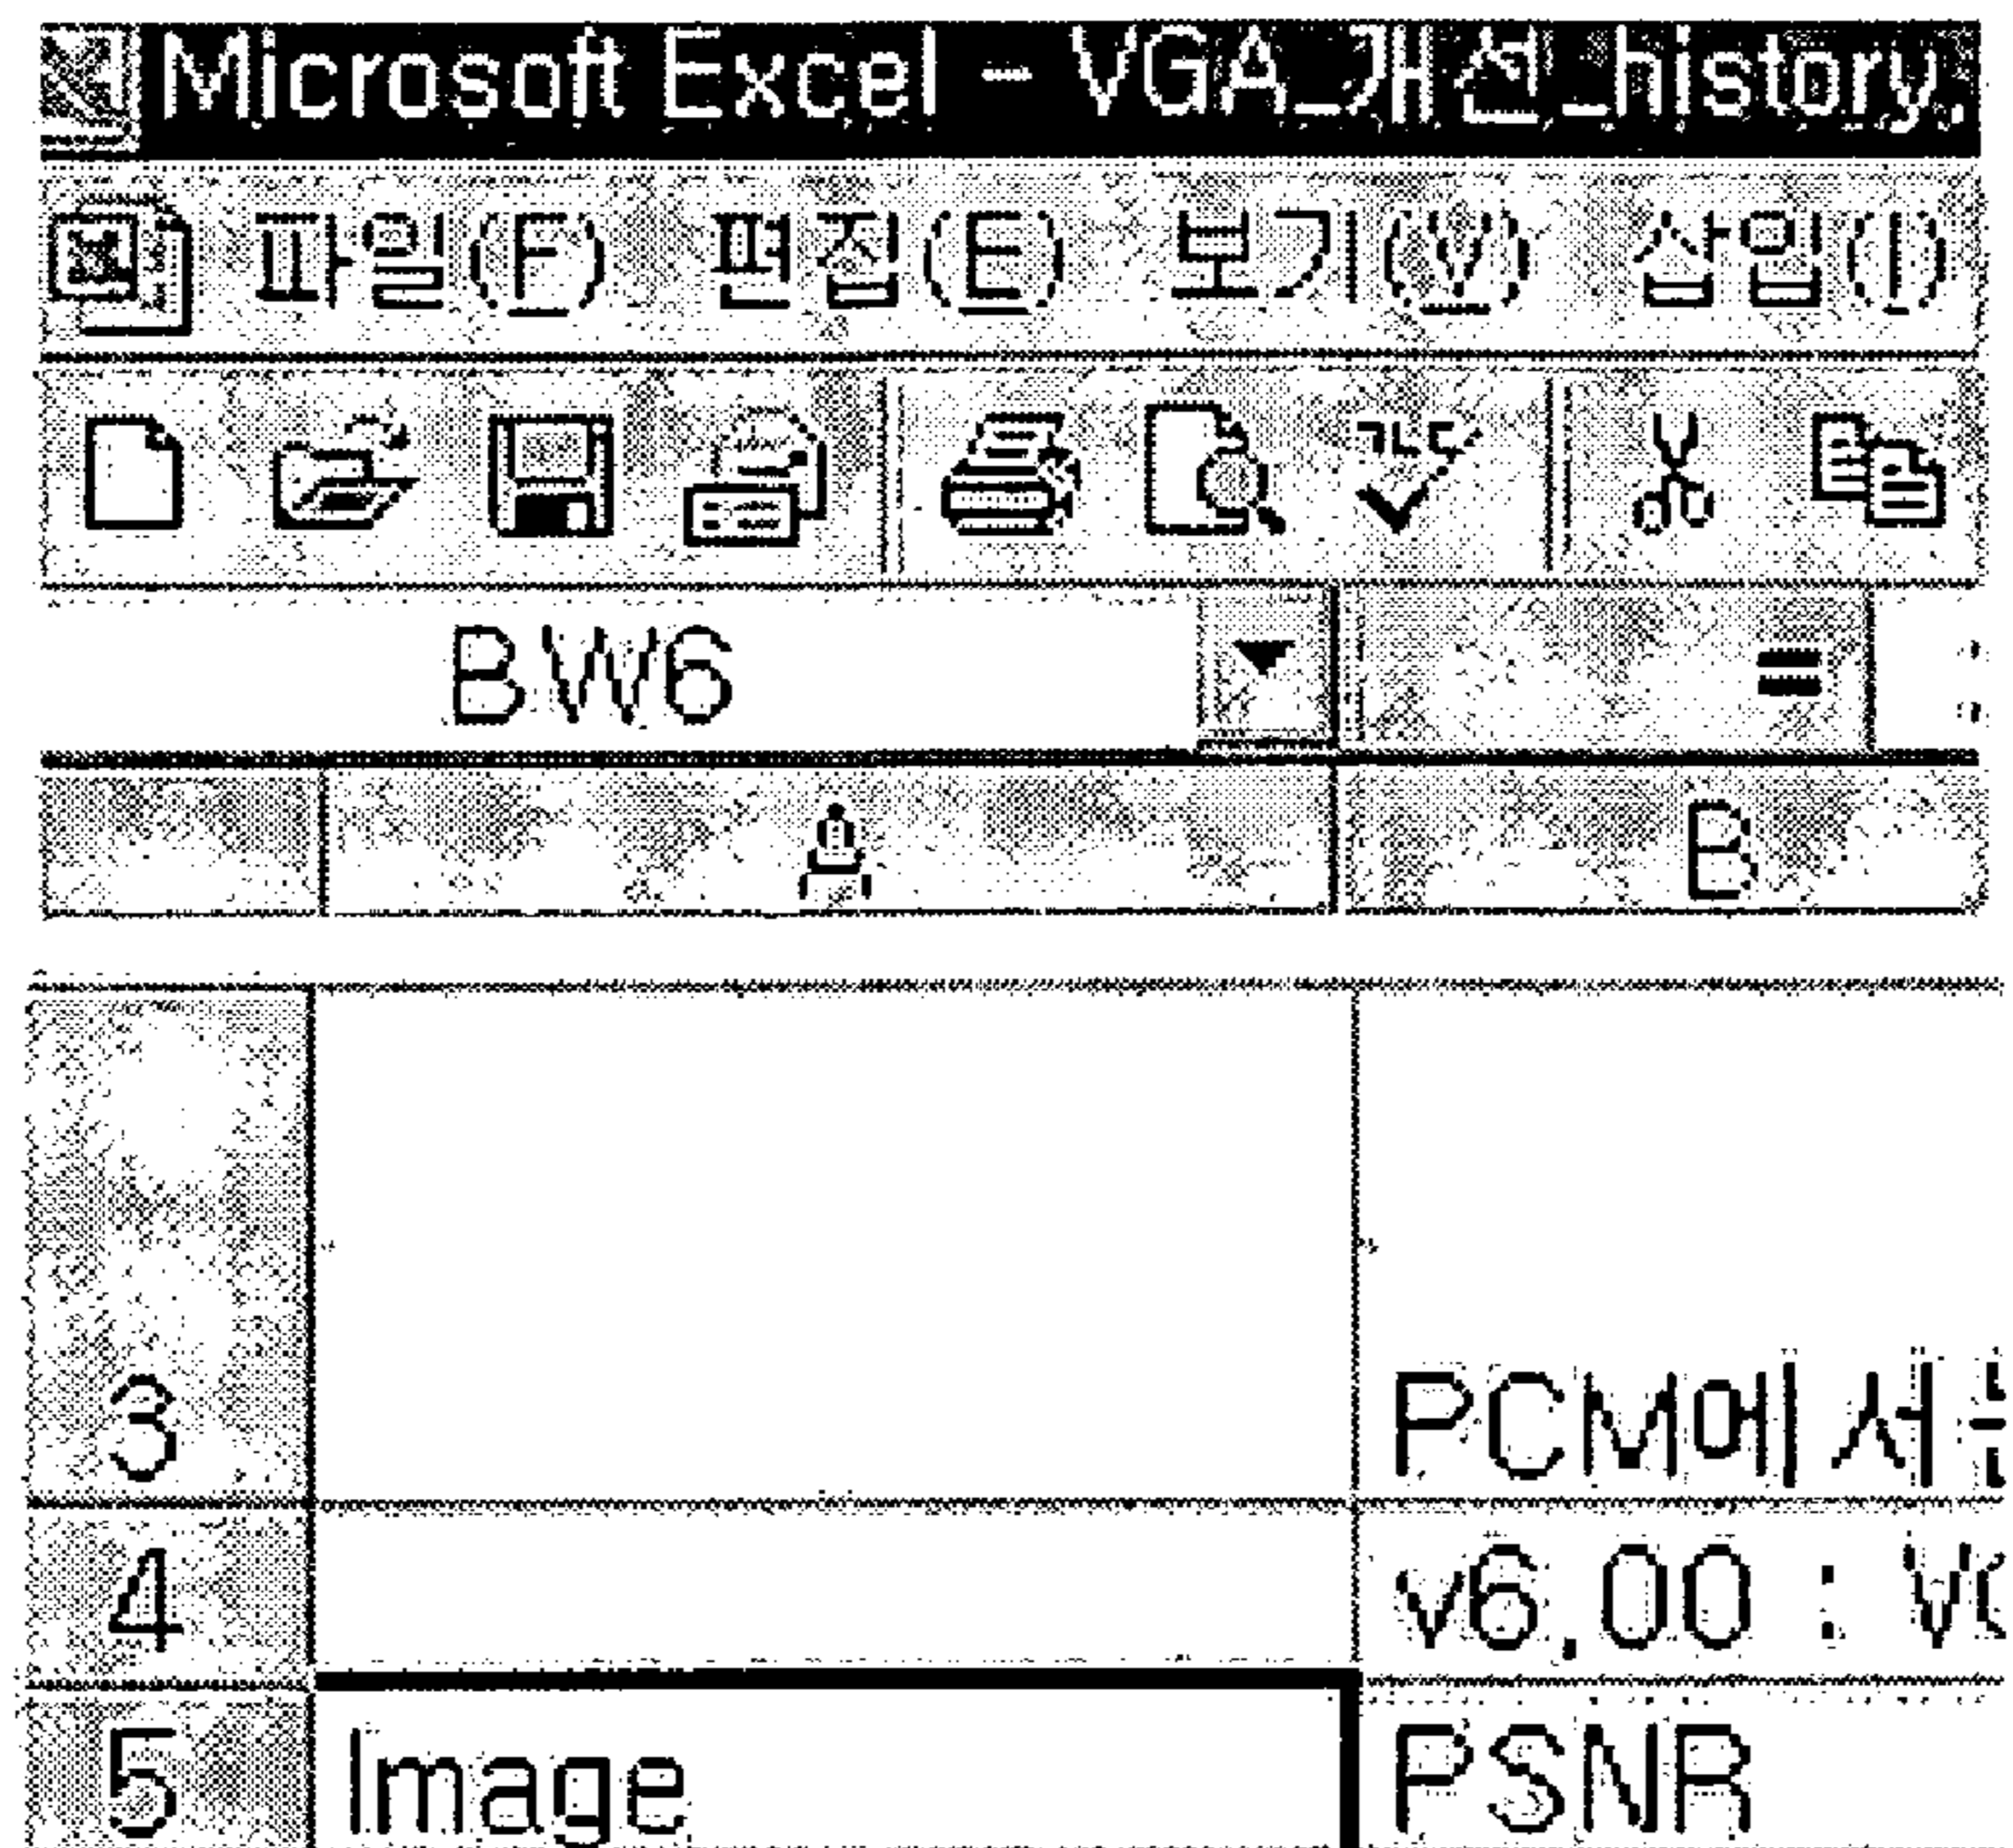 Microsoft Excel - VGA_개선_history.
파일(F) 편집(E) 보기(V) 삽입(I)
BW6 =
A B
3 PCM에서
4 v6,00 :
5 Image PSNR